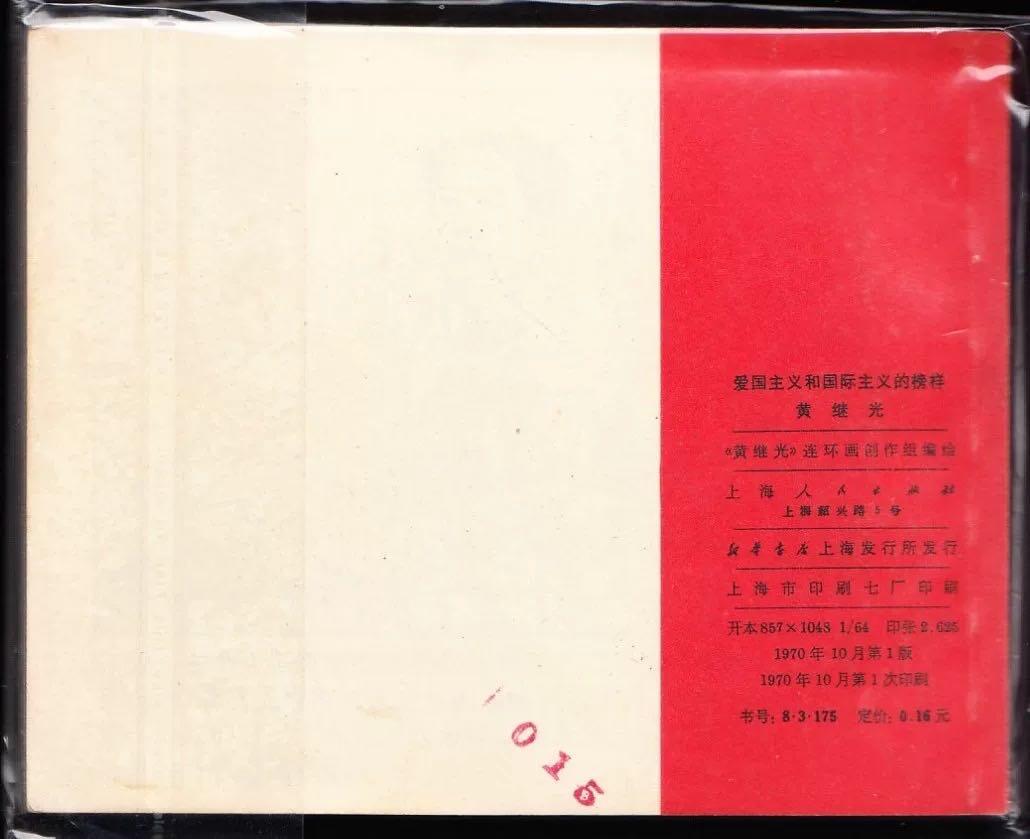 爱国主义和国际主义的榜样
黄继光
《黄继光》连环画创作组编绘
上海人民出版社
上海绍兴路5号
新华书店上海发行所发行
上海市印刷七厂印刷
开本857×1048 1/64 印张2.625
1970年10月第1版
1970年10月第1次印刷
书号：8·3·175 定价：0.16元
015
B